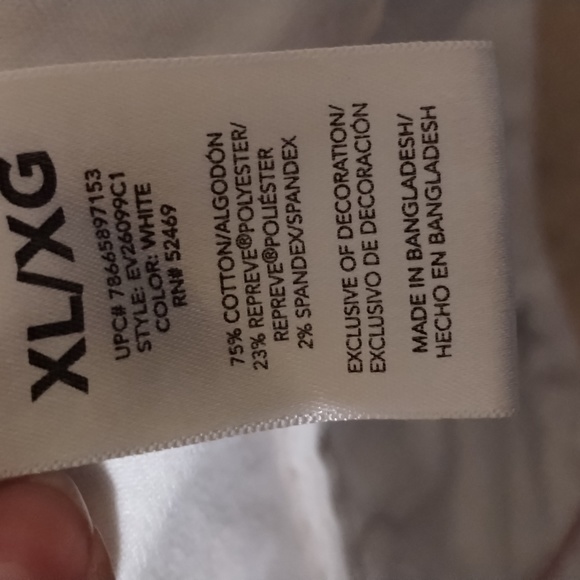 XL/XG
UPC# 78665897153
STYLE: EV26099C1
COLOR: WHITE
RN# 52469
75% COTTON/ALGODÓN
23% REPREVE®POLYESTER/
REPREVE®POLIÉSTER
2% SPANDEX/SPANDEX
EXCLUSIVE OF DECORATION/
EXCLUSIVO DE DECORACIÓN
MADE IN BANGLADESH/
HECHO EN BANGLADESH